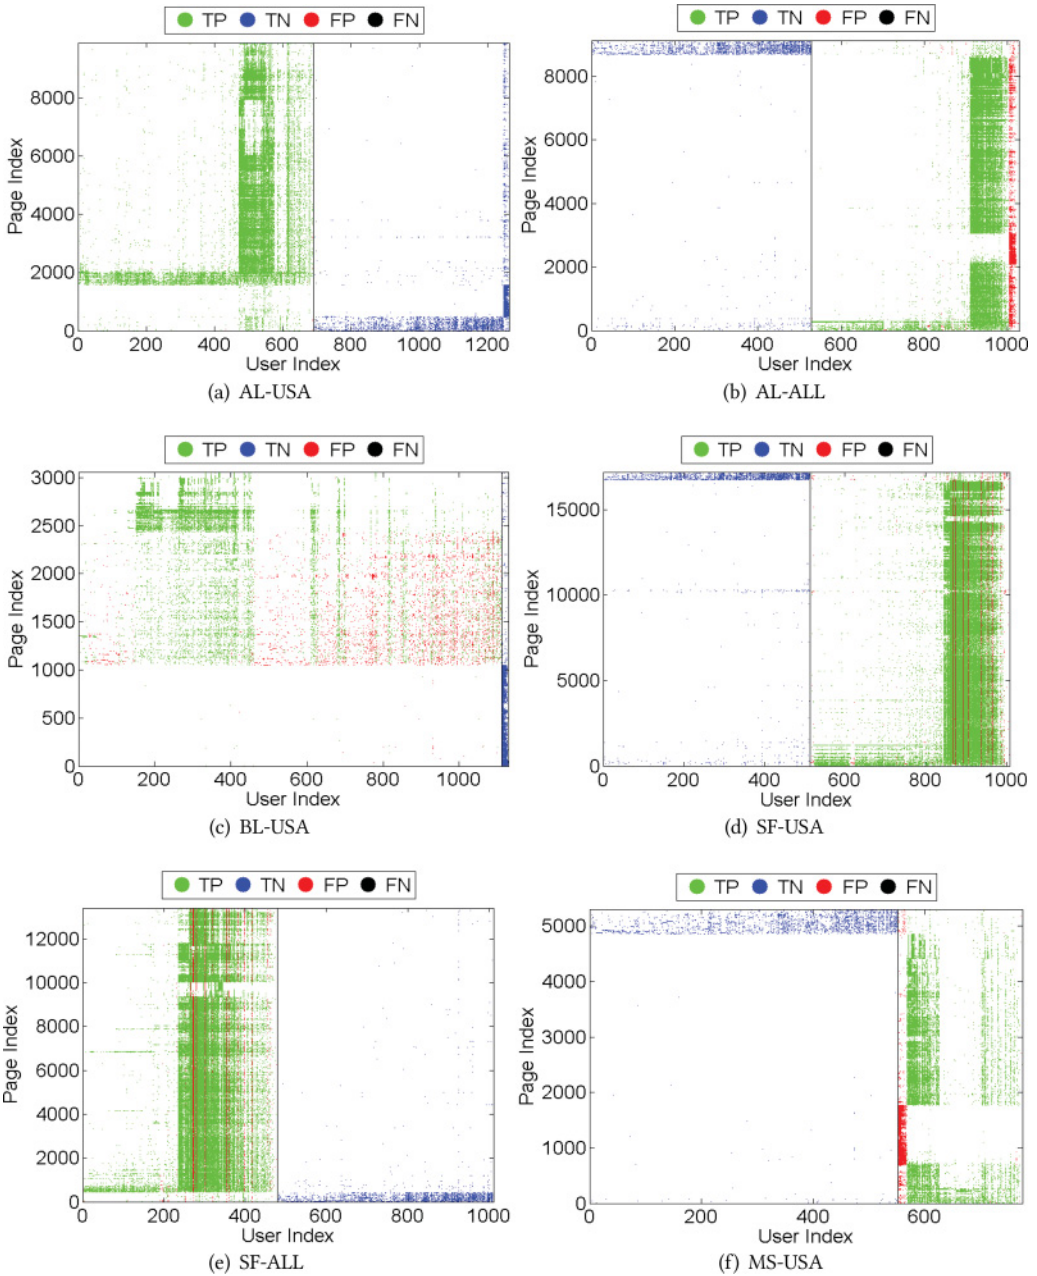 TP TN FP FN
TP TN FP FN
Page Index
8000
6000
4000
2000
0
0 200 400 600 800 1000 1200
User Index
(a) AL-USA
Page Index
8000
6000
4000
2000
0
0 200 400 600 800 1000
User Index
(b) AL-ALL
TP TN FP FN
TP TN FP FN
Page Index
3000
2500
2000
1500
1000
500
0
0 200 400 600 800 1000
User Index
(c) BL-USA
Page Index
15000
10000
5000
0
0 200 400 600 800 1000
User Index
(d) SF-USA
TP TN FP FN
TP TN FP FN
Page Index
12000
10000
8000
6000
4000
2000
0
0 200 400 600 800 1000
User Index
(e) SF-ALL
Page Index
5000
4000
3000
2000
1000
0
0 200 400 600
User Index
(f) MS-USA